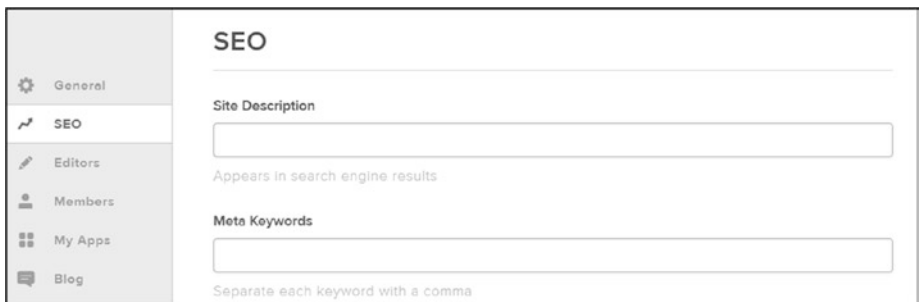 General
SEO
Editors
Members
My Apps
Blog
SEO
Site Description
Appears in search engine results
Meta Keywords
Separate each keyword with a comma